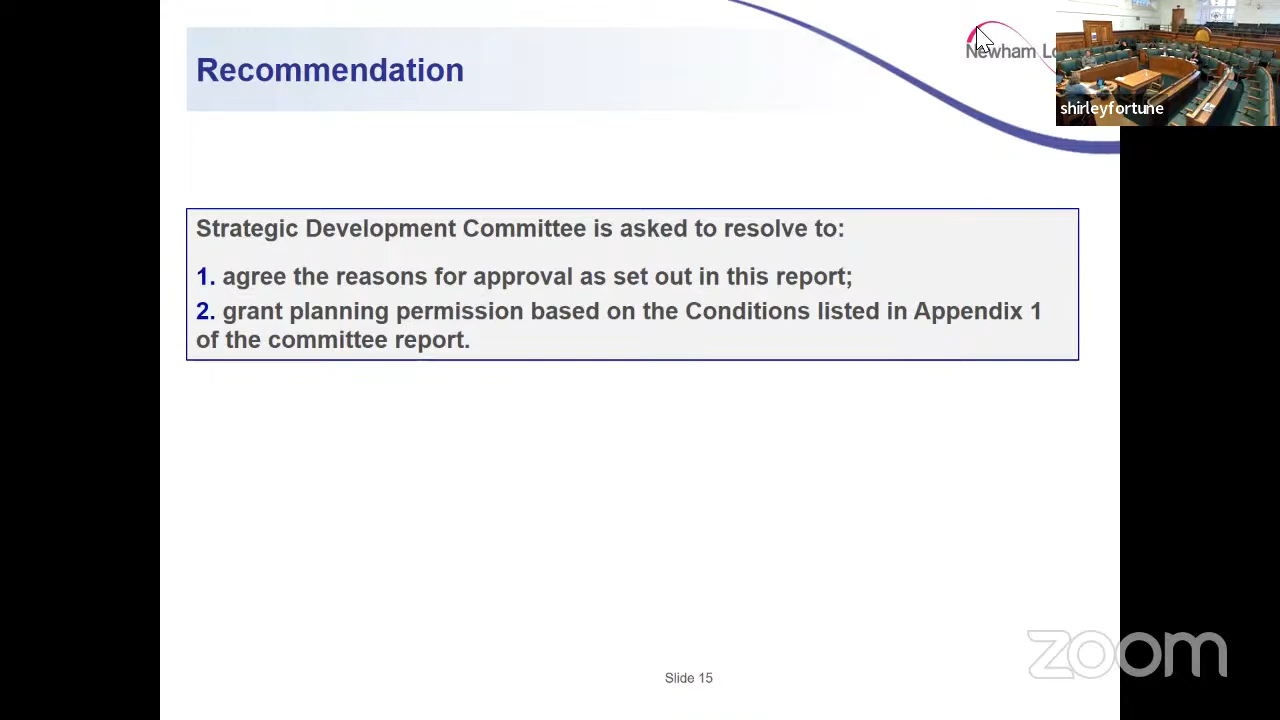 Recommendation
Newham Lo
shirleyfortune
Strategic Development Committee is asked to resolve to:
1. agree the reasons for approval as set out in this report;
2. grant planning permission based on the Conditions listed in Appendix 1
of the committee report.
zoom
Slide 15